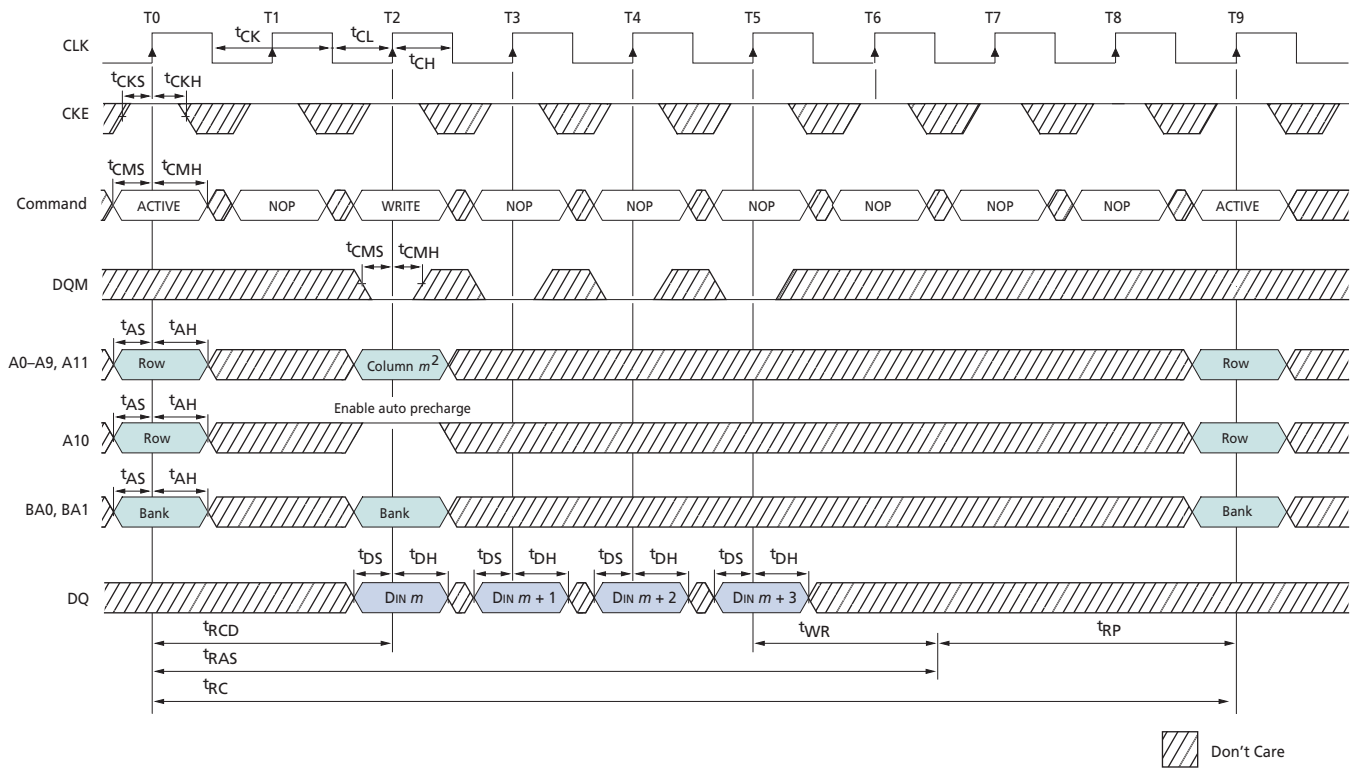 T0 T1 T2 T3 T4 T5 T6 T7 T8 T9
CLK
tCK tCL
tCH
tCKS tCKH
CKE
tCMS tCMH
Command ACTIVE NOP WRITE NOP NOP NOP NOP NOP NOP ACTIVE
tCMS tCMH
DQM
tAS tAH
A0–A9, A11 Row Column m2 Row
tAS tAH Enable auto precharge
A10 Row Row
tAS tAH
BA0, BA1 Bank Bank Bank
tDS tDH tDS tDH tDS tDH tDS tDH
DQ DIN m DIN m + 1 DIN m + 2 DIN m + 3
tRCD tWR tRP
tRAS
tRC
Don't Care